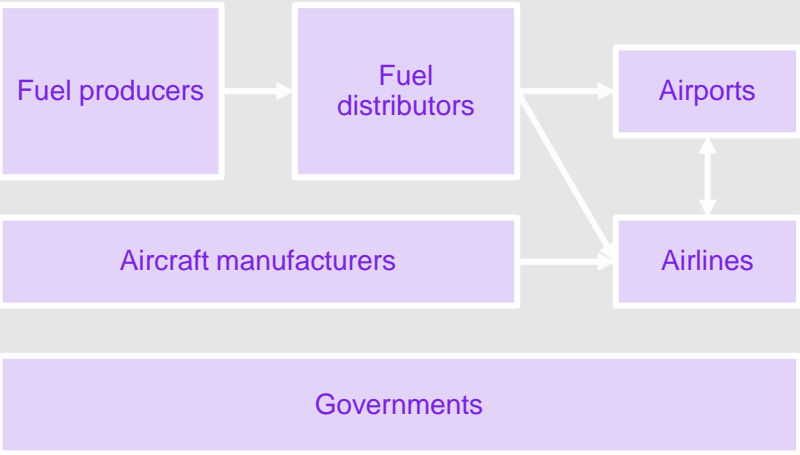 Fuel producers
Fuel
distributors
Airports
Aircraft manufacturers
Airlines
Governments